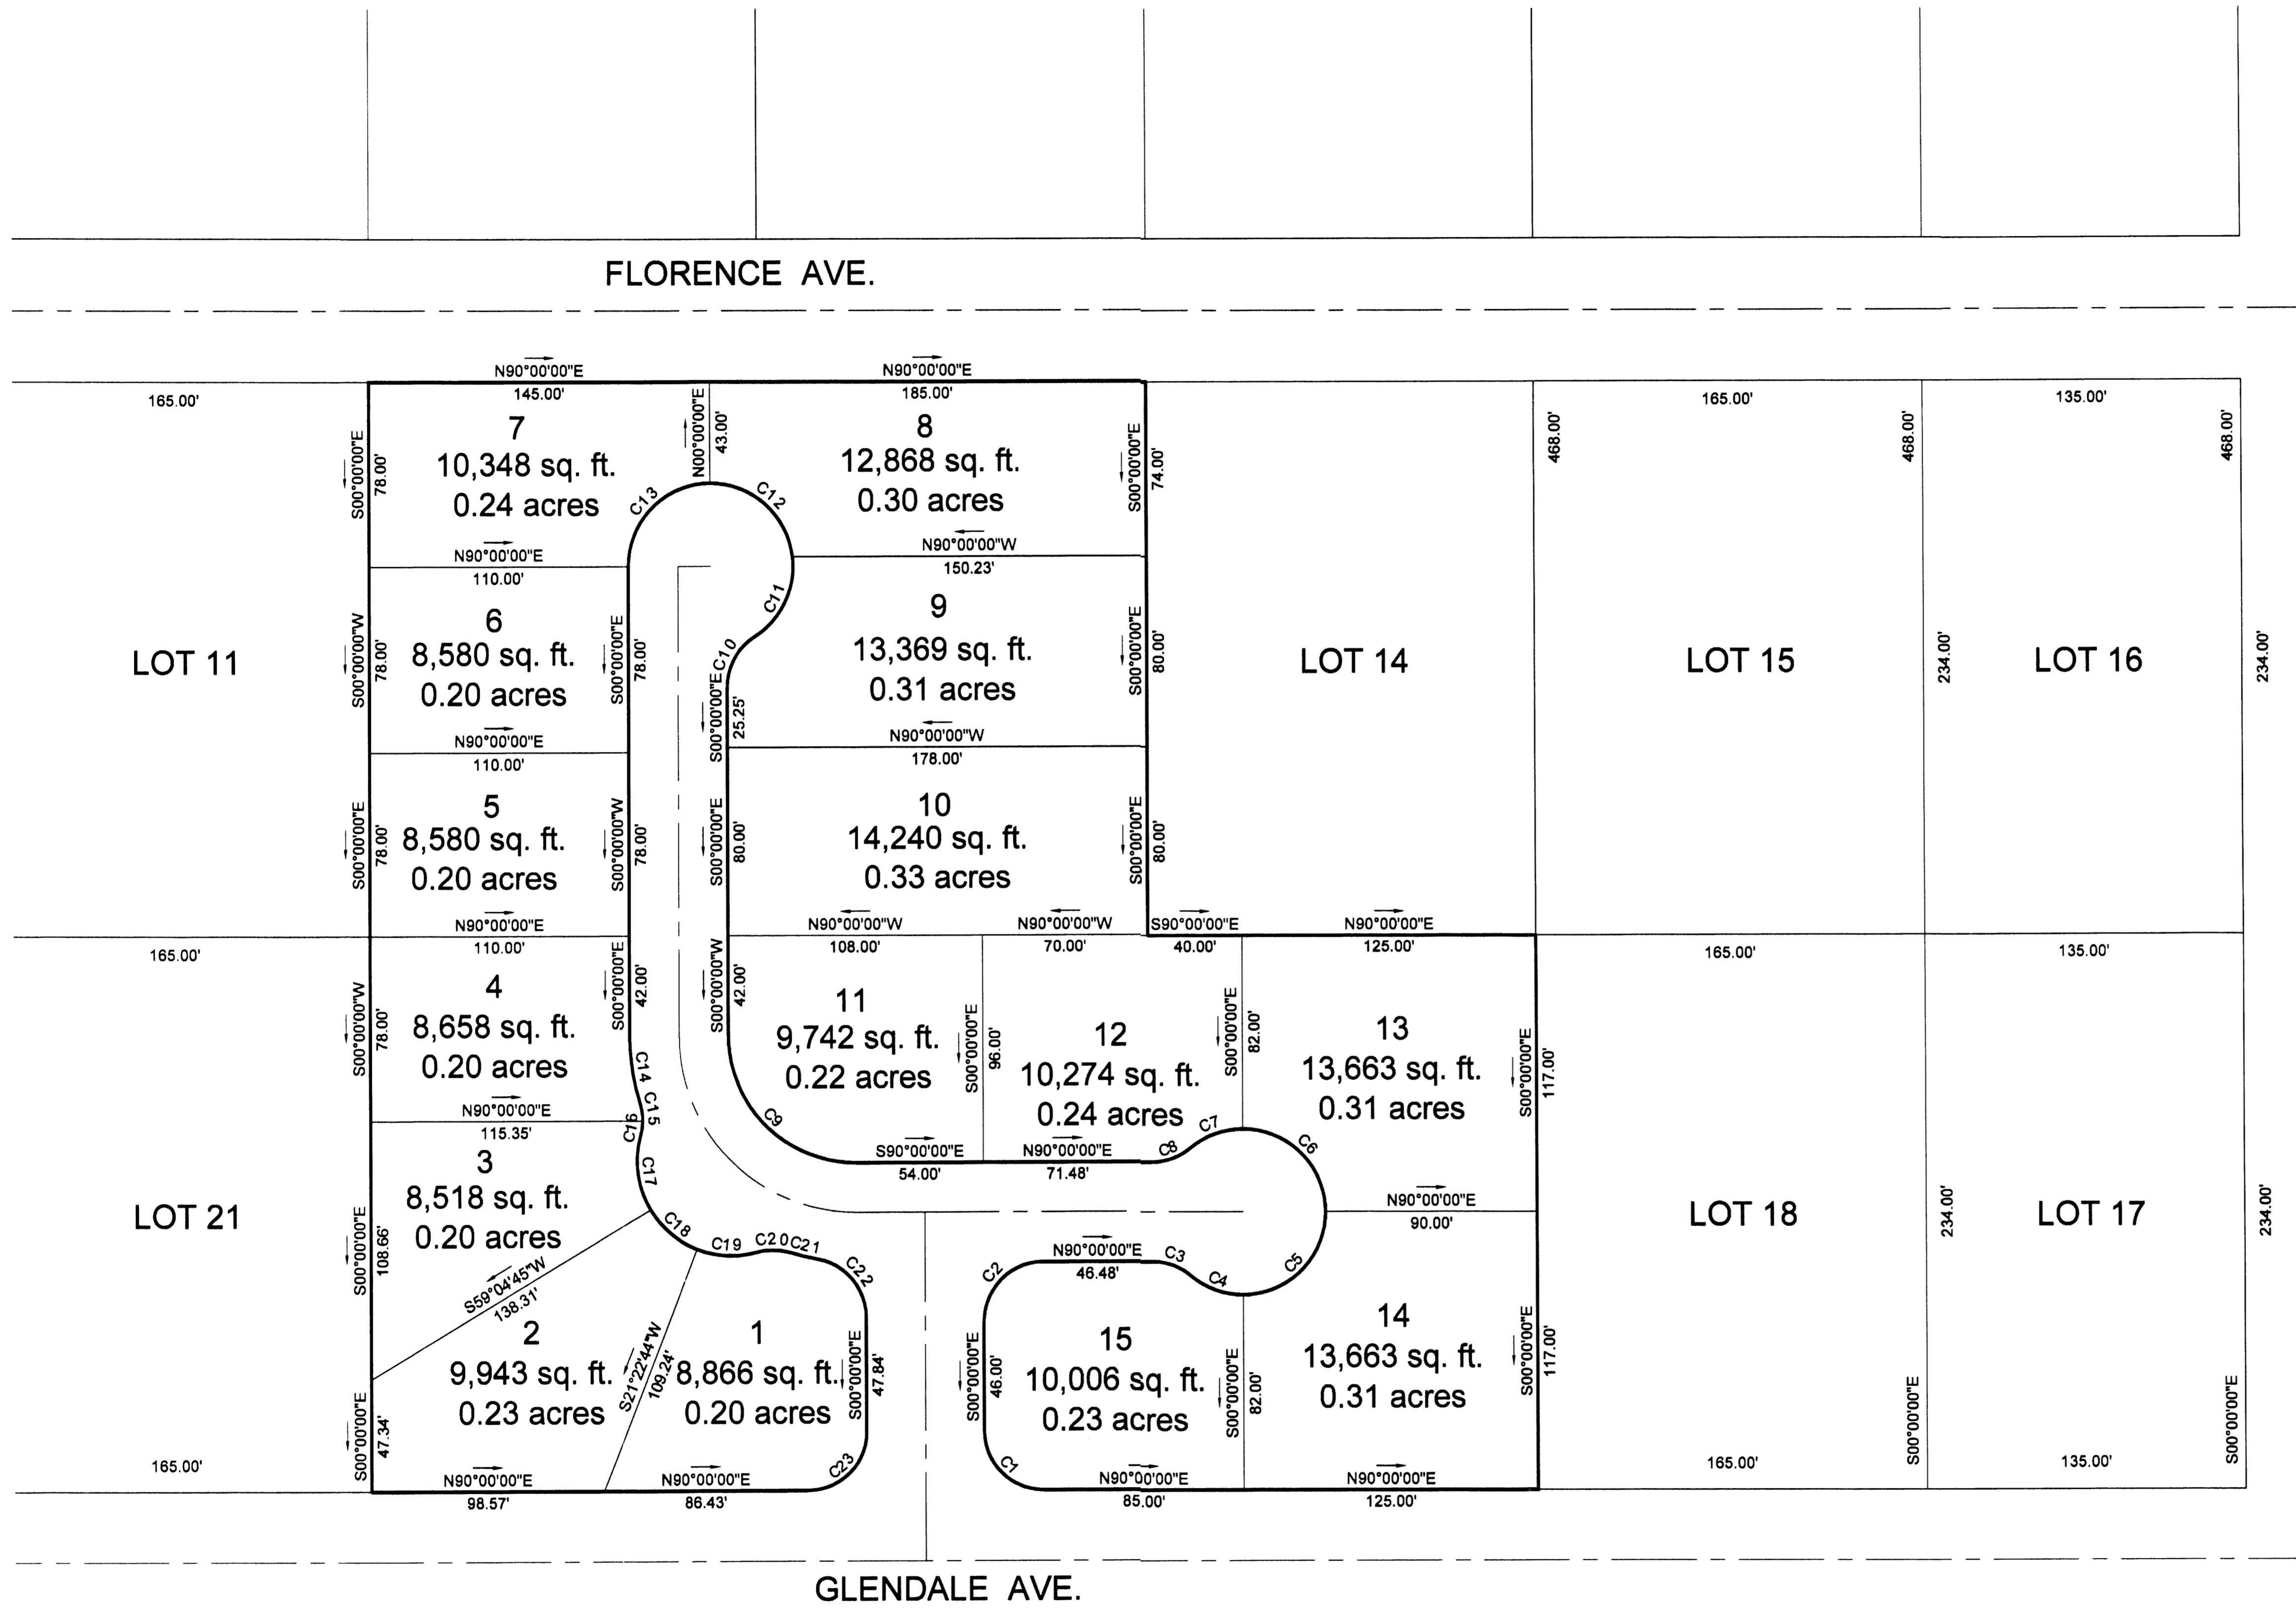 FLORENCE AVE.
N90°00'00"E
N90°00'00"E
165.00'
145.00'
185.00'
165.00'
135.00'
S00°00'00"E
78.00'
7
10,348 sq. ft.
0.24 acres
N00°00'00"E
43.00'
8
12,868 sq. ft.
0.30 acres
S00°00'00"E
74.00'
468.00'
468.00'
468.00'
C13
C12
N90°00'00"E
110.00'
N90°00'00"W
150.23'
LOT 11
S00°00'00"W
78.00'
6
8,580 sq. ft.
0.20 acres
S00°00'00"E
78.00'
C11
C10
S00°00'00"E
25.25'
9
13,369 sq. ft.
0.31 acres
S00°00'00"E
80.00'
LOT 14
LOT 15
234.00'
LOT 16
234.00'
N90°00'00"E
110.00'
N90°00'00"W
178.00'
S00°00'00"E
78.00'
5
8,580 sq. ft.
0.20 acres
S00°00'00"W
78.00'
S00°00'00"E
80.00'
10
14,240 sq. ft.
0.33 acres
S00°00'00"E
80.00'
N90°00'00"E
N90°00'00"W
N90°00'00"W
S90°00'00"E
N90°00'00"E
165.00'
110.00'
108.00'
70.00'
40.00'
125.00'
165.00'
135.00'
S00°00'00"W
78.00'
4
8,658 sq. ft.
0.20 acres
S00°00'00"E
42.00'
S00°00'00"W
42.00'
11
9,742 sq. ft.
0.22 acres
S00°00'00"E
96.00'
12
10,274 sq. ft.
0.24 acres
S00°00'00"E
82.00'
13
13,663 sq. ft.
0.31 acres
S00°00'00"E
117.00'
C14
C15
C16
C9
C8
C7
C6
N90°00'00"E
115.35'
S90°00'00"E
54.00'
N90°00'00"E
71.48'
LOT 21
S00°00'00"E
108.66'
3
8,518 sq. ft.
0.20 acres
C17
C18
C19
C20
C21
C22
N90°00'00"E
90.00'
LOT 18
234.00'
LOT 17
234.00'
S59°04'45"W
138.31'
N90°00'00"E
46.48'
C2
C3
C4
C5
S00°00'00"E
47.34'
2
9,943 sq. ft.
0.23 acres
S21°22'44"W
109.24'
1
8,866 sq. ft.
0.20 acres
S00°00'00"E
47.84'
C23
S00°00'00"E
46.00'
C1
15
10,006 sq. ft.
0.23 acres
S00°00'00"E
82.00'
14
13,663 sq. ft.
0.31 acres
S00°00'00"E
117.00'
S00°00'00"E
S00°00'00"E
165.00'
N90°00'00"E
98.57'
N90°00'00"E
86.43'
N90°00'00"E
85.00'
N90°00'00"E
125.00'
165.00'
135.00'
GLENDALE AVE.